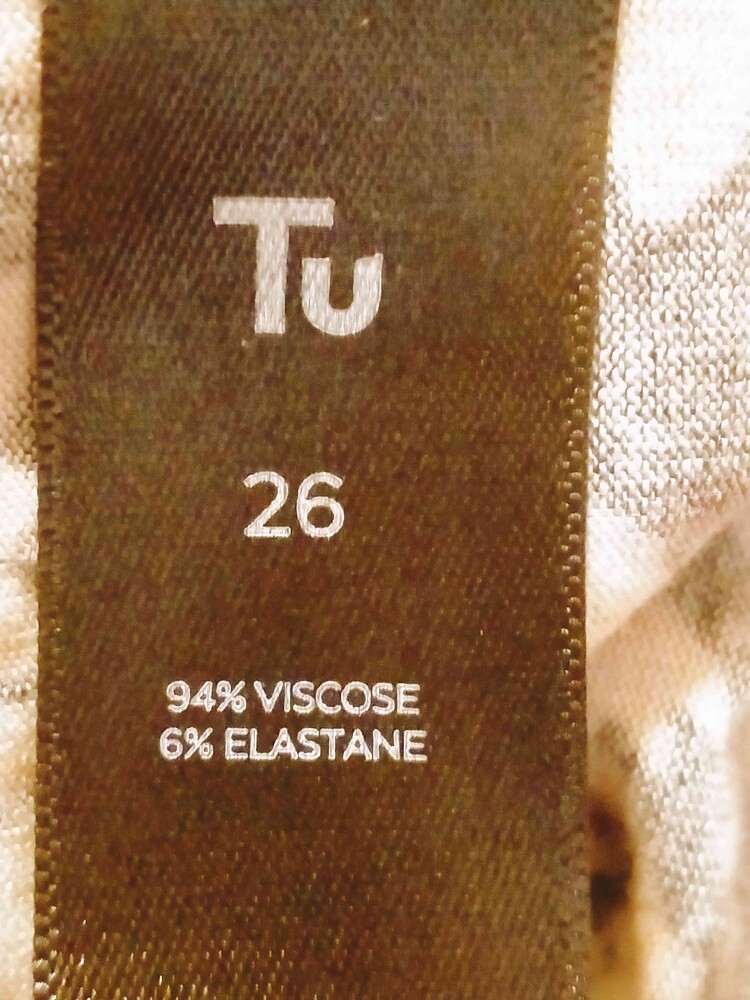 Tu
26
94% VISCOSE
6% ELASTANE